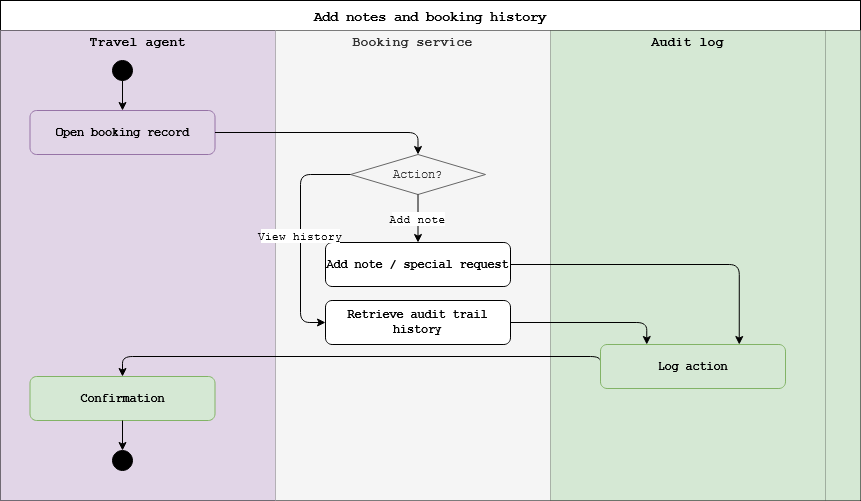 Add notes and booking history
Travel agent
Booking service
Audit log
Open booking record
Action?
Add note
View history
Add note / special request
Retrieve audit trail
history
Log action
Confirmation